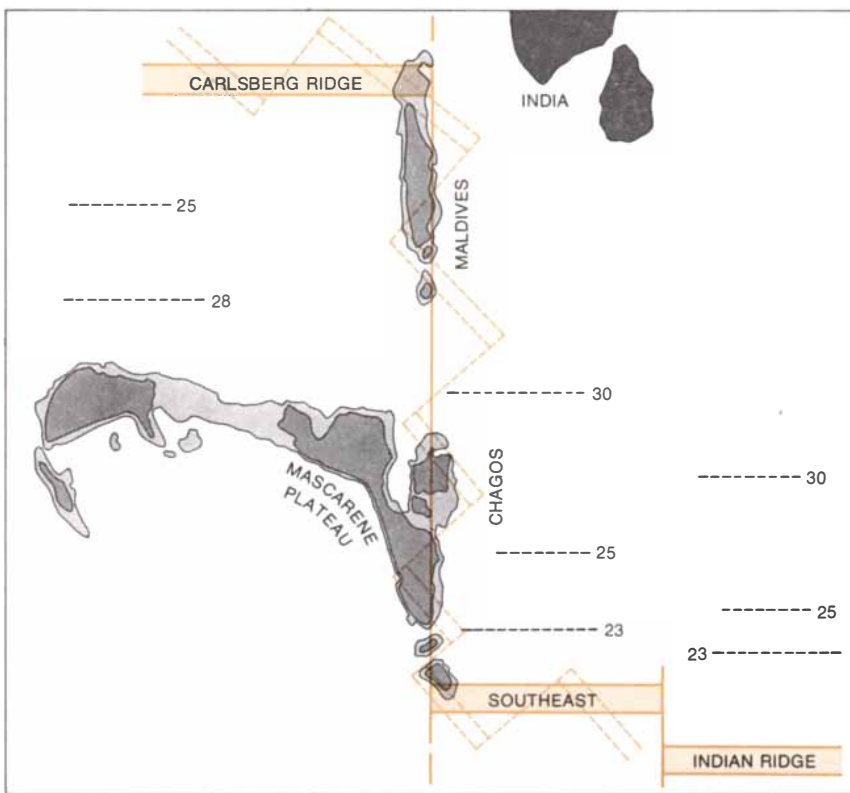 CARLSBERG RIDGE
INDIA
25
MALDIVES
28
30
MASCARENE
PLATEAU
CHAGOS
30
25
25
23
23
SOUTHEAST
INDIAN RIDGE